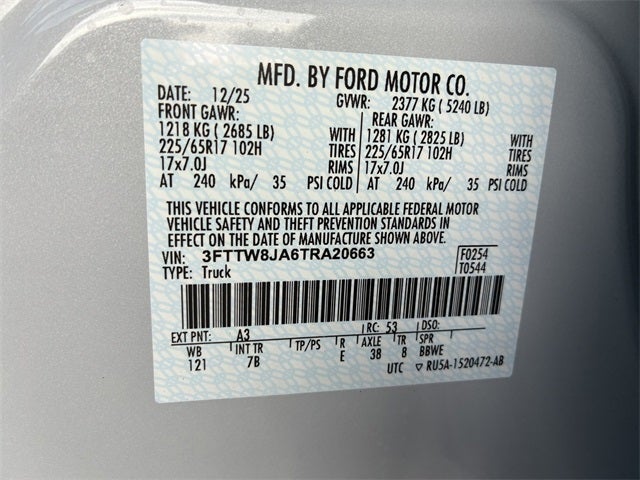 MFD. BY FORD MOTOR CO.
DATE: 12/25 GVWR: 2377 KG ( 5240 LB)
FRONT GAWR: REAR GAWR:
1218 KG ( 2685 LB) WITH 1281 KG ( 2825 LB) WITH
225/65R17 102H TIRES 225/65R17 102H TIRES
17x7.0J RIMS 17x7.0J RIMS
AT 240 kPa/ 35 PSI COLD AT 240 kPa/ 35 PSI COLD
THIS VEHICLE CONFORMS TO ALL APPLICABLE FEDERAL MOTOR
VEHICLE SAFETY AND THEFT PREVENTION STANDARDS IN
EFFECT ON THE DATE OF MANUFACTURE SHOWN ABOVE.
VIN: 3FTTW8JA6TRA20663 F0254
TYPE: Truck T0544
EXT PNT: A3 RC: 53 DSO:
WB INT TR TP/PS R AXLE TR SPR
121 7B E 38 8 BBWE
UTC ▽ RU5A-1520472-AB